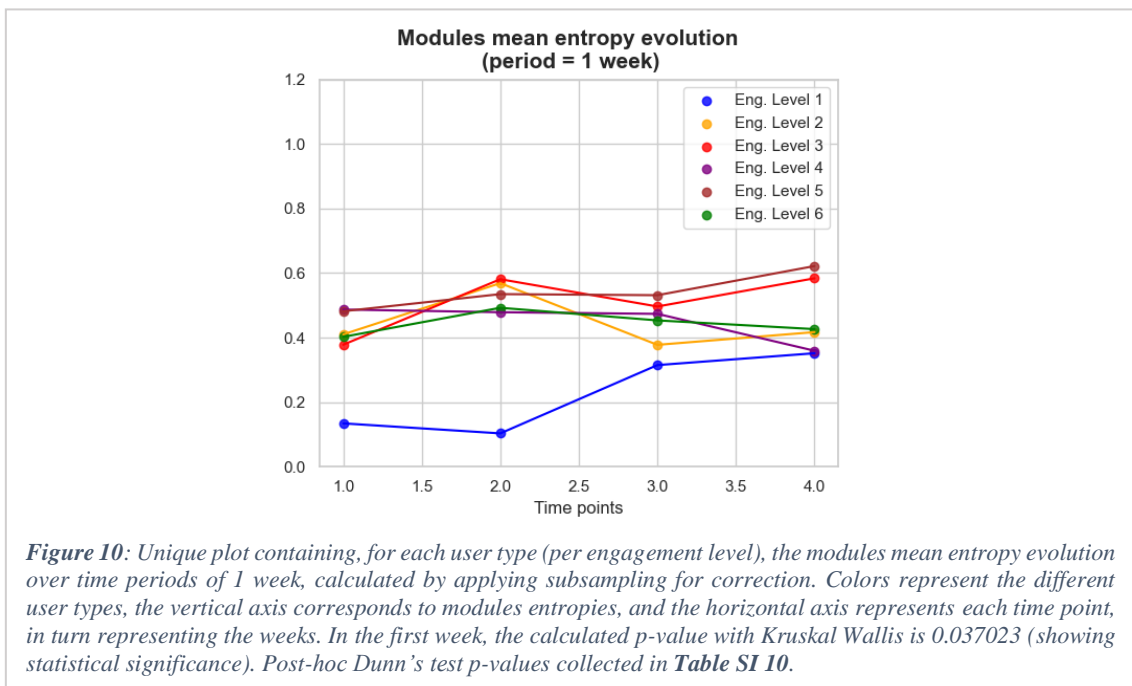 Modules mean entropy evolution
(period = 1 week)
1.2
1.0
0.8
0.6
0.4
0.2
0.0
Eng. Level 1
Eng. Level 2
Eng. Level 3
Eng. Level 4
Eng. Level 5
Eng. Level 6
1.0 1.5 2.0 2.5 3.0 3.5 4.0
Time points
Figure 10: Unique plot containing, for each user type (per engagement level), the modules mean entropy evolution
over time periods of 1 week, calculated by applying subsampling for correction. Colors represent the different
user types, the vertical axis corresponds to modules entropies, and the horizontal axis represents each time point,
in turn representing the weeks. In the first week, the calculated p-value with Kruskal Wallis is 0.037023 (showing
statistical significance). Post-hoc Dunn's test p-values collected in Table SI 10.